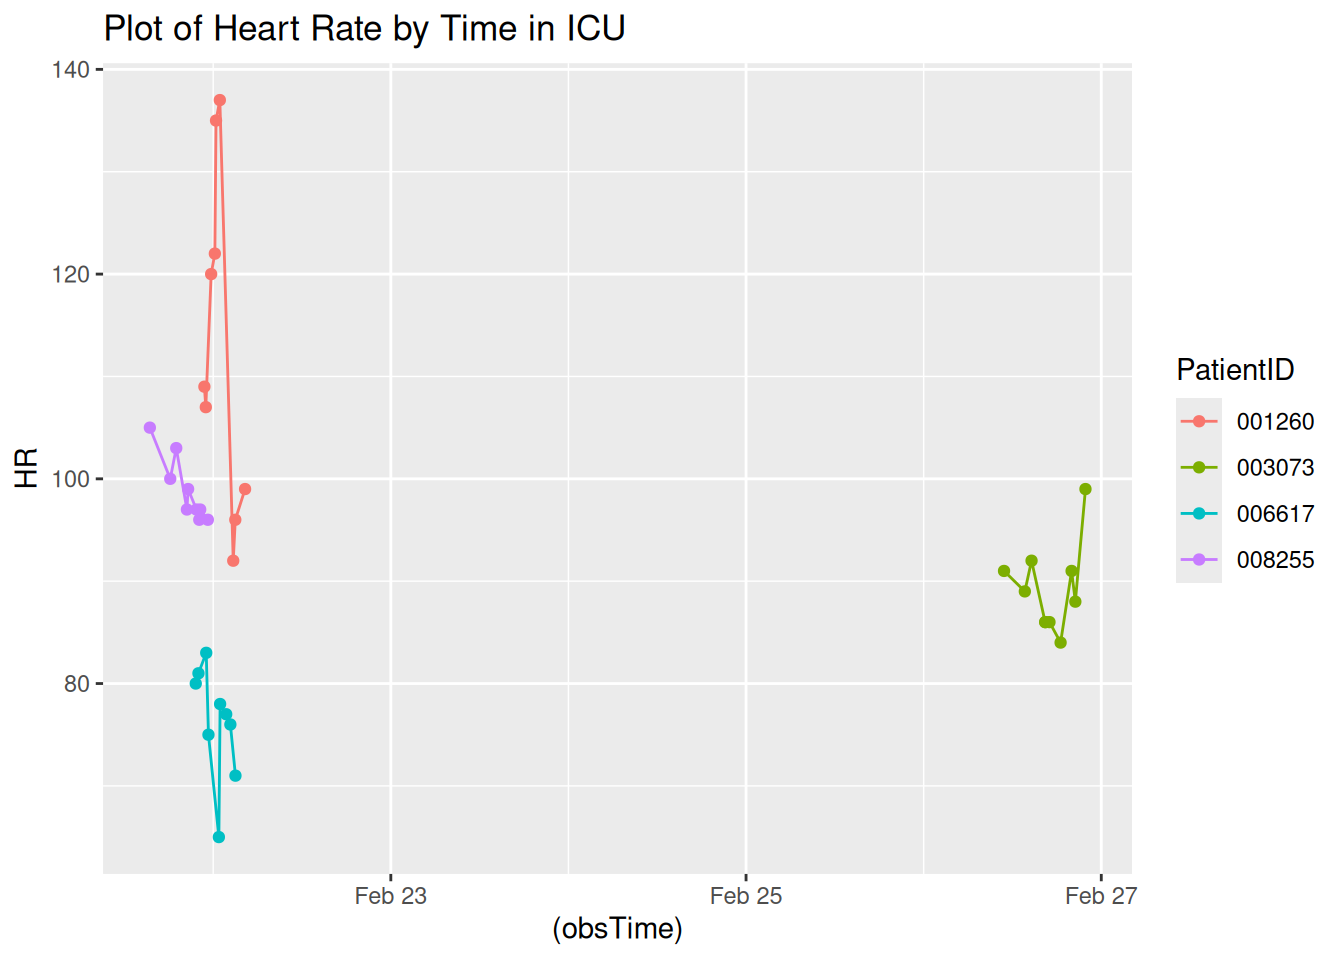 Plot of Heart Rate by Time in ICU
140
120
100
80
HR
Feb 23
Feb 25
Feb 27
(obsTime)
PatientID
001260
003073
006617
008255